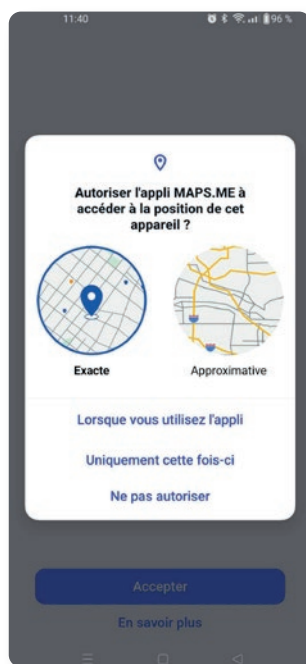 11:40
96 %
Autoriser l'appli MAPS.ME à
accéder à la position de cet
appareil ?
Exacte
Approximative
Lorsque vous utilisez l'appli
Uniquement cette fois-ci
Ne pas autoriser
Accepter
En savoir plus